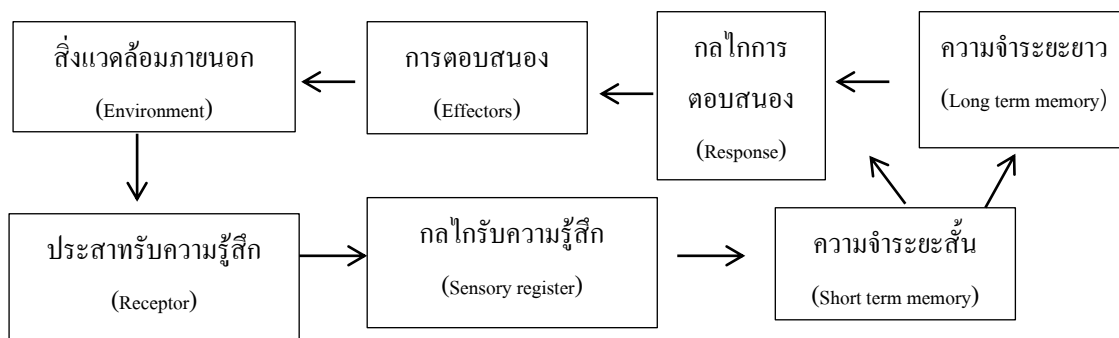 สิ่งแวดล้อมภายนอก
(Environment)
การตอบสนอง
(Effectors)
กลไกการ
ตอบสนอง
(Response)
ความจำระยะยาว
(Long term memory)
ประสาทรับความรู้สึก
(Receptor)
กลไกรับความรู้สึก
(Sensory register)
ความจำระยะสั้น
(Short term memory)